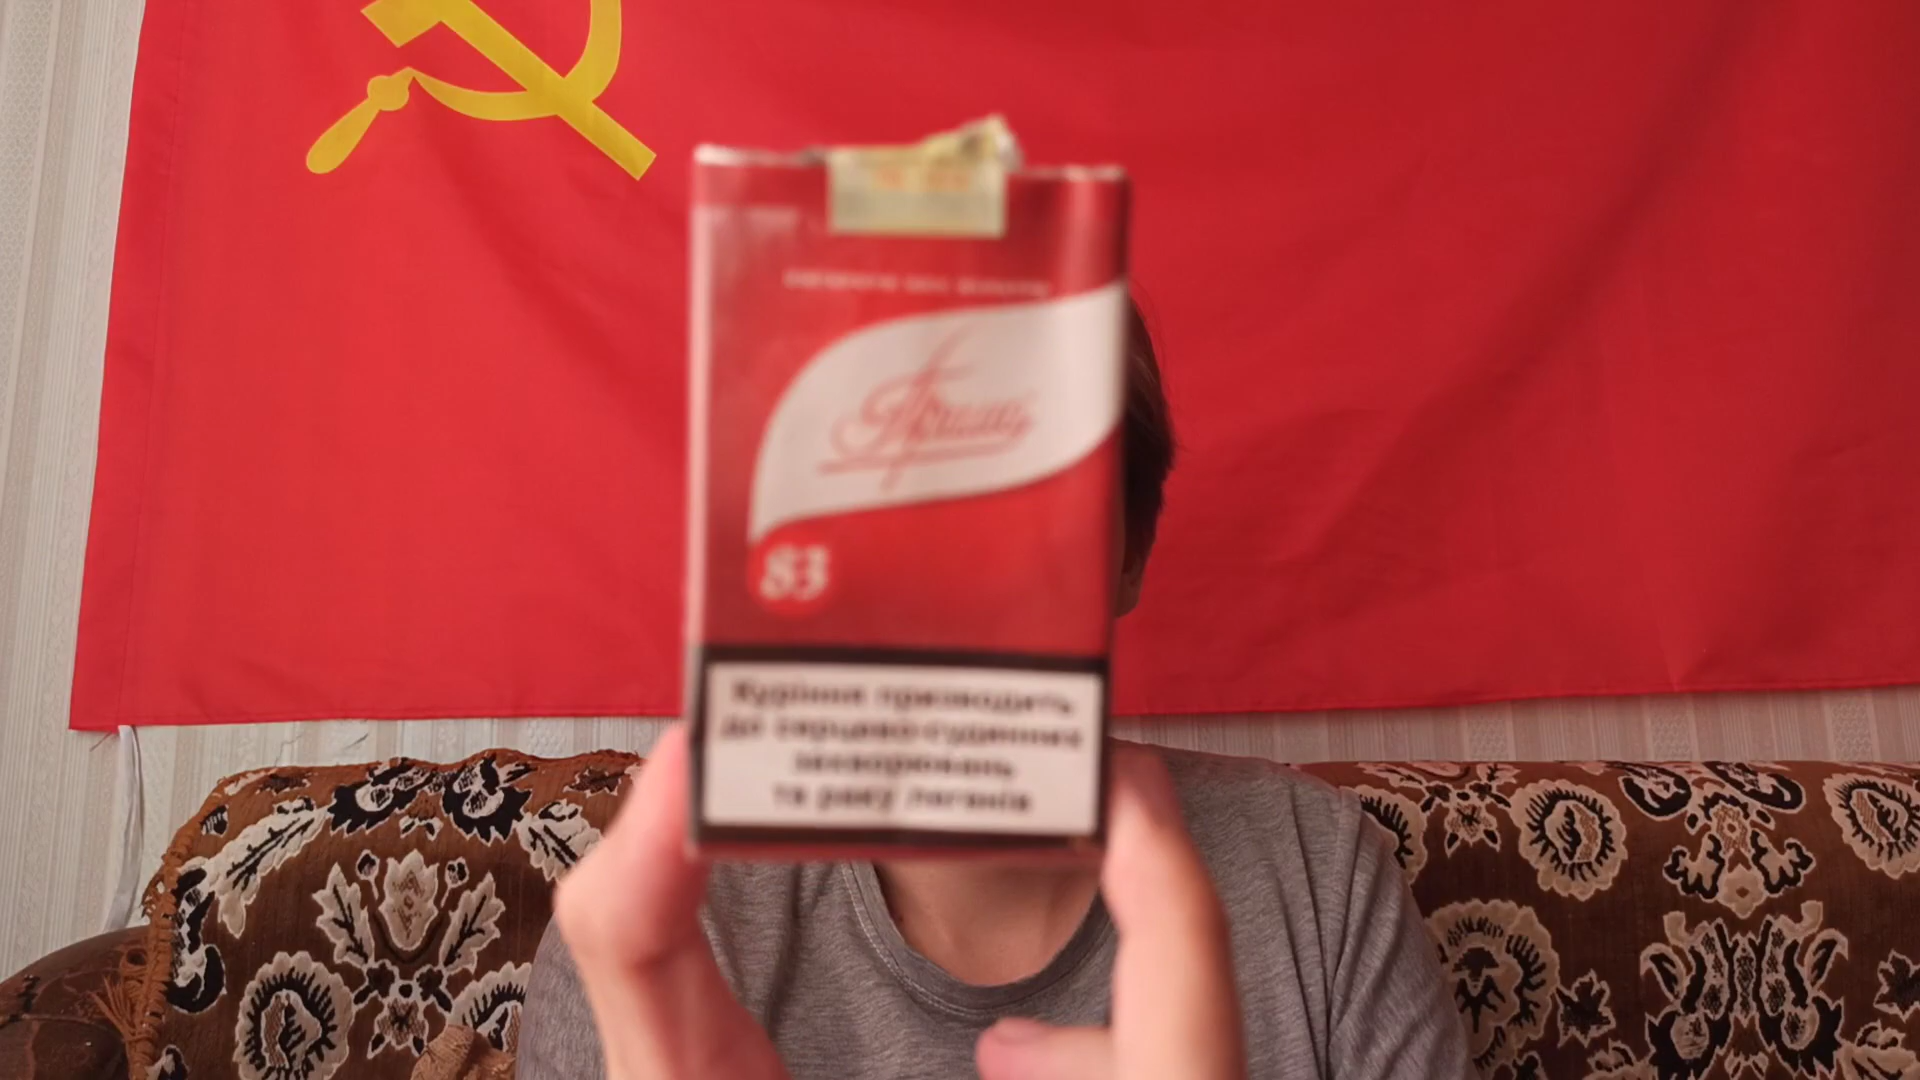 Прима
83
Куріння призводить
до серцево-судинних
захворювань
та раку легенів